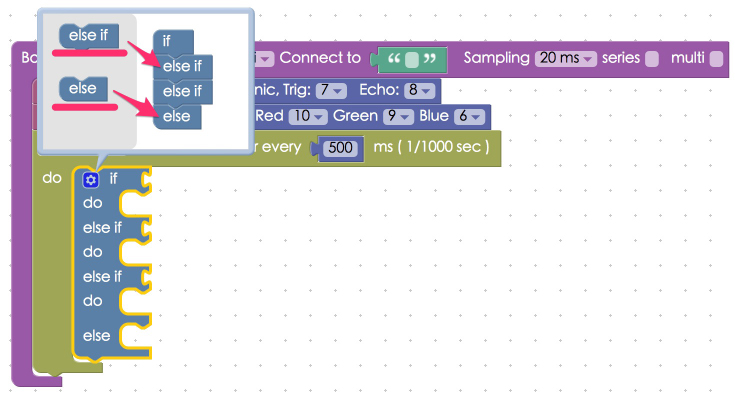 else if
else
if
else if
else if
else
Bo i Connect to “ ” Sampling 20 ms series multi
nic, Trig: 7 Echo: 8
Red 10 Green 9 Blue 6
r every 500 ms ( 1/1000 sec )
do if
do
else if
do
else if
do
else